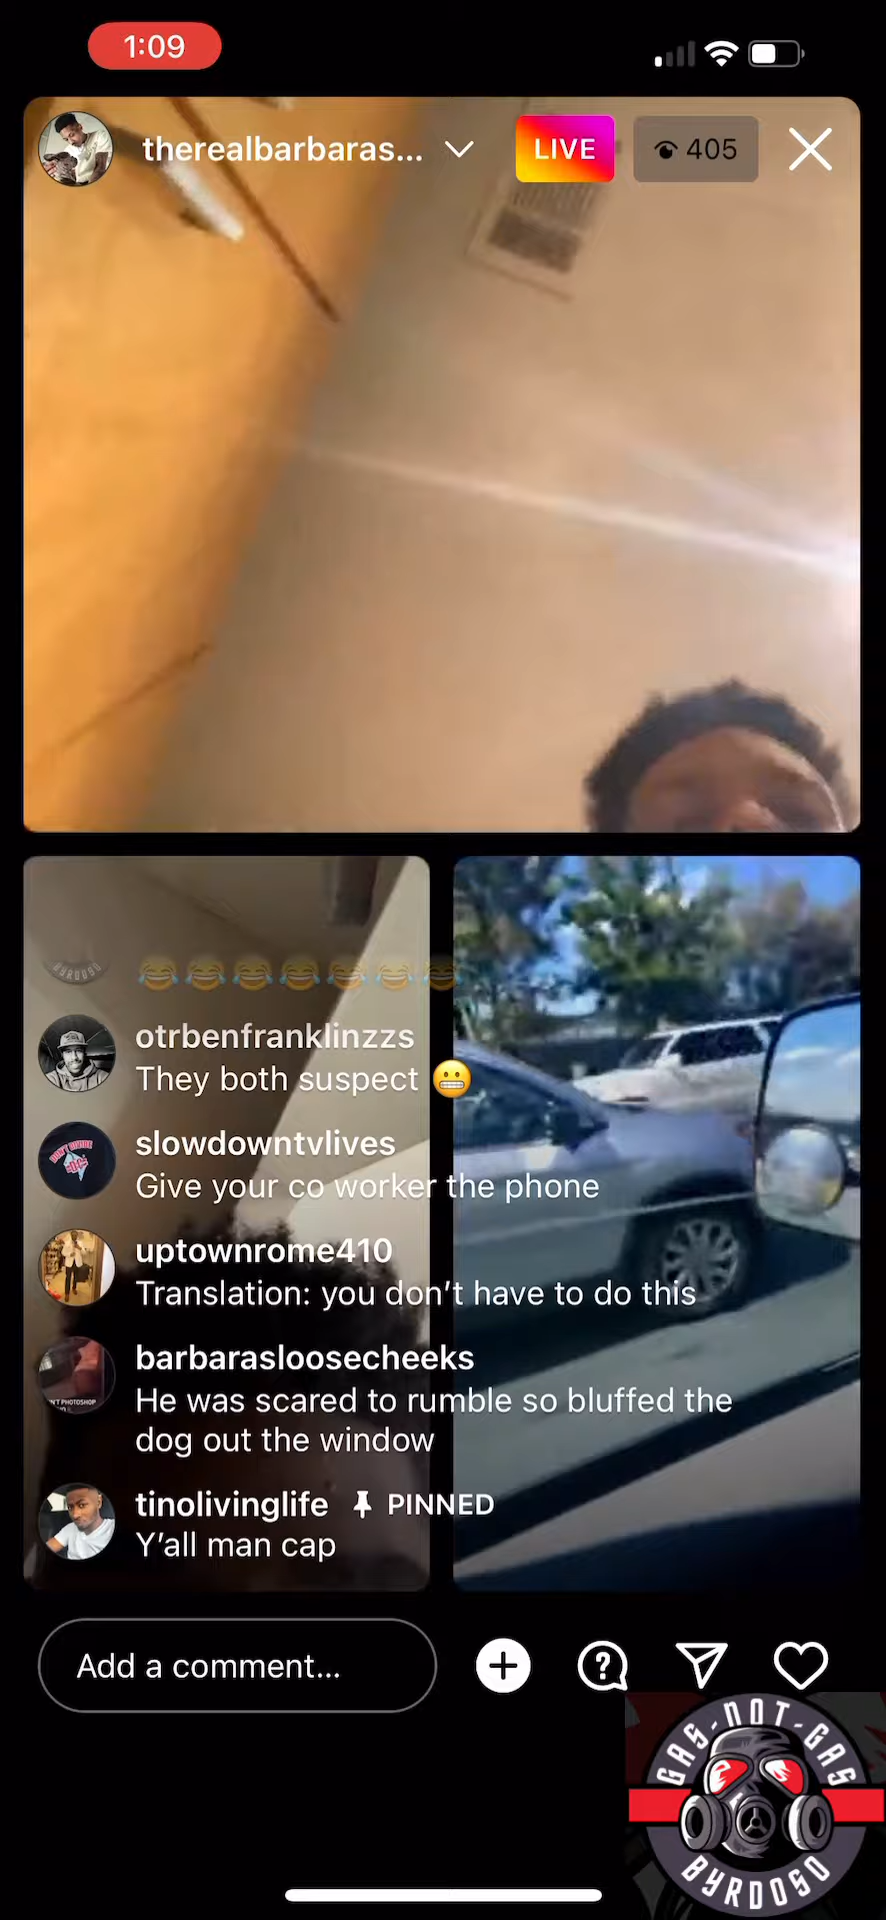 1:09
therealbarbaras...
LIVE
405
BYRDOSO
😂😂😂😂😂😂😂
otrbenfranklinzzs
They both suspect 😬
slowdowntvlives
Give your co worker the phone
uptownrome410
Translation: you don't have to do this
barbarasloosecheeks
He was scared to rumble so bluffed the
dog out the window
tinolivinglife PINNED
Y'all man cap
Add a comment...
GAS-NOT-GAS
BYRDOSO